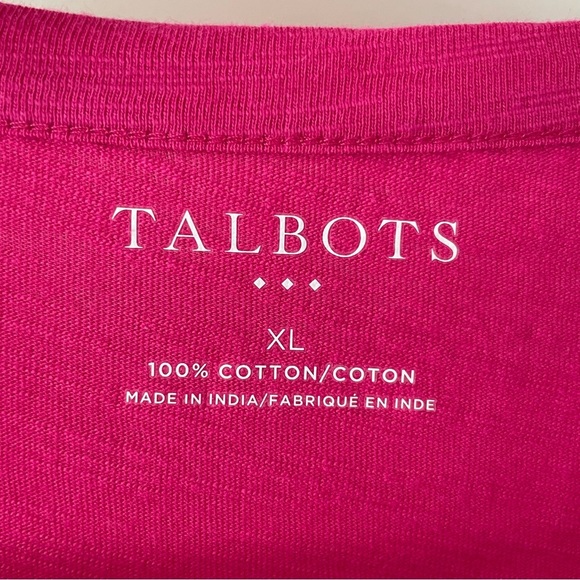 TALBOTS
XL
100% COTTON/COTON
MADE IN INDIA/FABRIQUÉ EN INDE